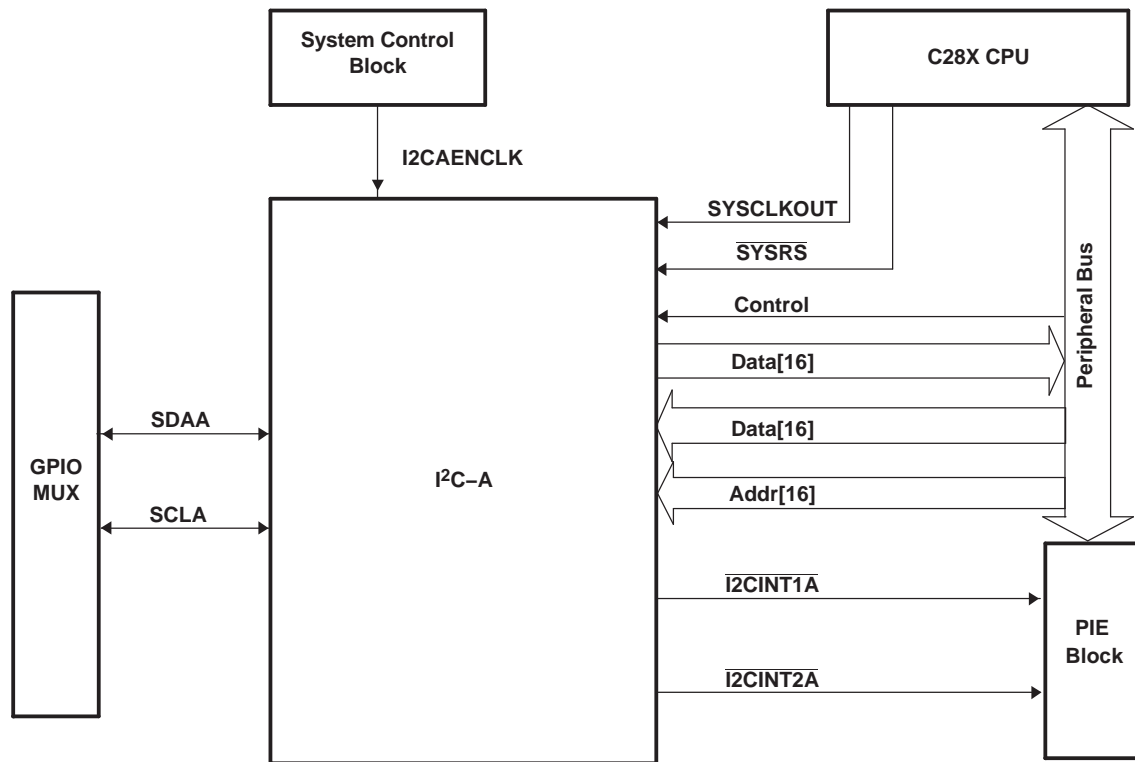 System Control
Block
C28X CPU
I2CAENCLK
SYSCLKOUT
SYSRS
Control
Data[16]
Peripheral Bus
SDAA
Data[16]
GPIO
MUX
I²C–A
Addr[16]
SCLA
I2CINT1A
PIE
Block
I2CINT2A